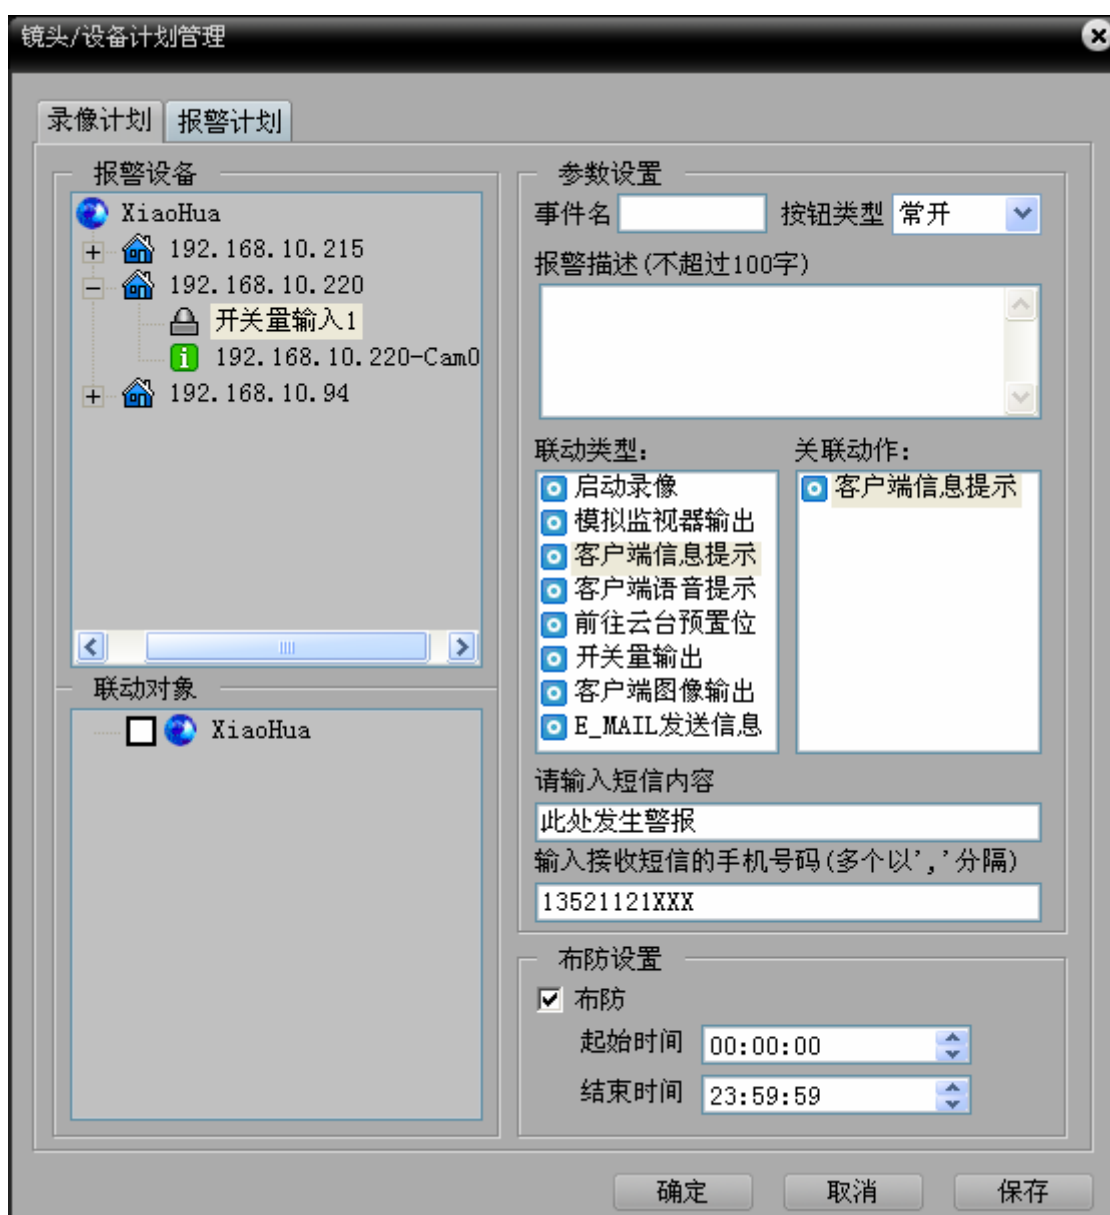 镜头/设备计划管理
录像计划 报警计划
报警设备
XiaoHua
192.168.10.215
192.168.10.220
开关量输入1
192.168.10.220-Cam0
192.168.10.94
联动对象
XiaoHua
参数设置
事件名 按钮类型 常开
报警描述(不超过100字)
联动类型: 关联动作:
启动录像 客户端信息提示
模拟监视器输出
客户端信息提示
客户端语音提示
前往云台预置位
开关量输出
客户端图像输出
E_MAIL发送信息
请输入短信内容
此处发生警报
输入接收短信的手机号码(多个以','分隔)
13521121XXX
布防设置
布防
起始时间 00:00:00
结束时间 23:59:59
确定 取消 保存